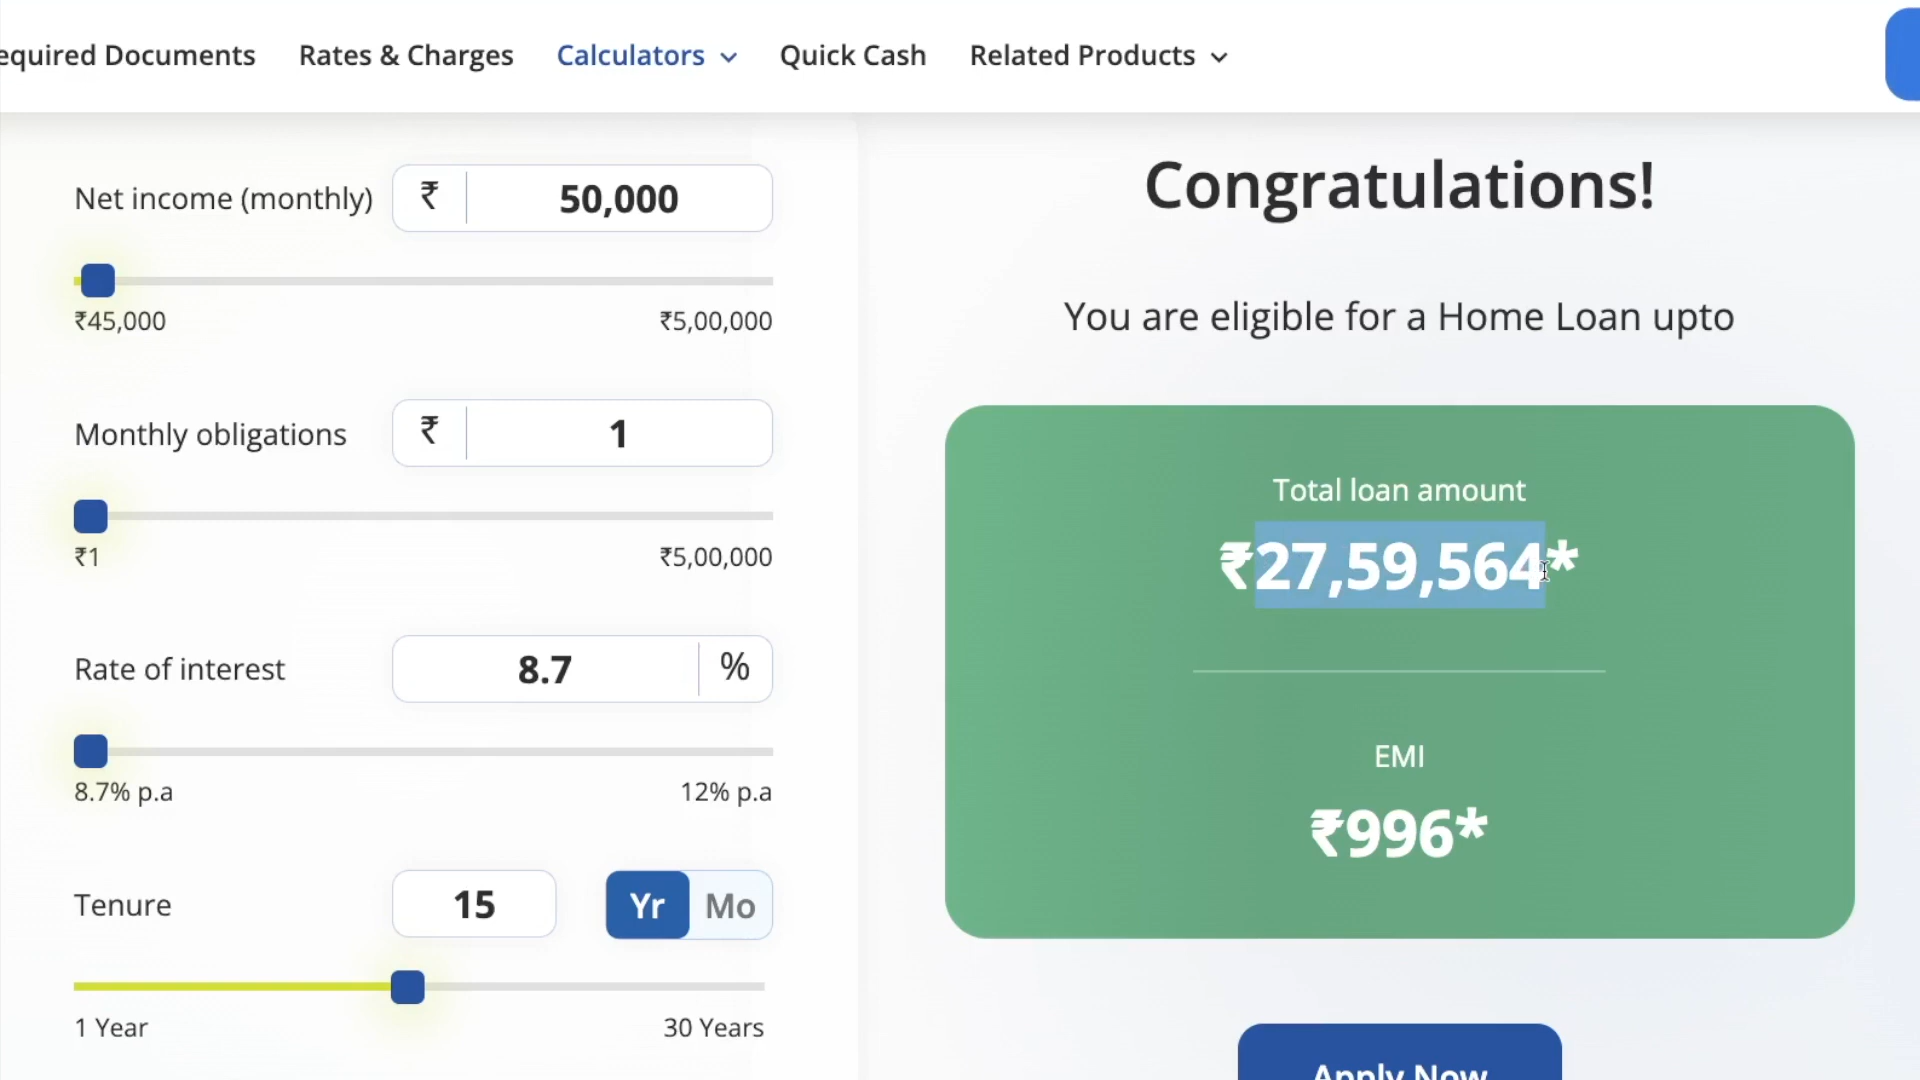 equired Documents Rates & Charges Calculators Quick Cash Related Products
Net income (monthly) ₹ 50,000
₹45,000 ₹5,00,000
Monthly obligations ₹ 1
₹1 ₹5,00,000
Rate of interest 8.7 %
8.7% p.a 12% p.a
Tenure 15 Yr Mo
1 Year 30 Years
Congratulations!
You are eligible for a Home Loan upto
Total loan amount
₹27,59,564*
EMI
₹996*
Apply Now